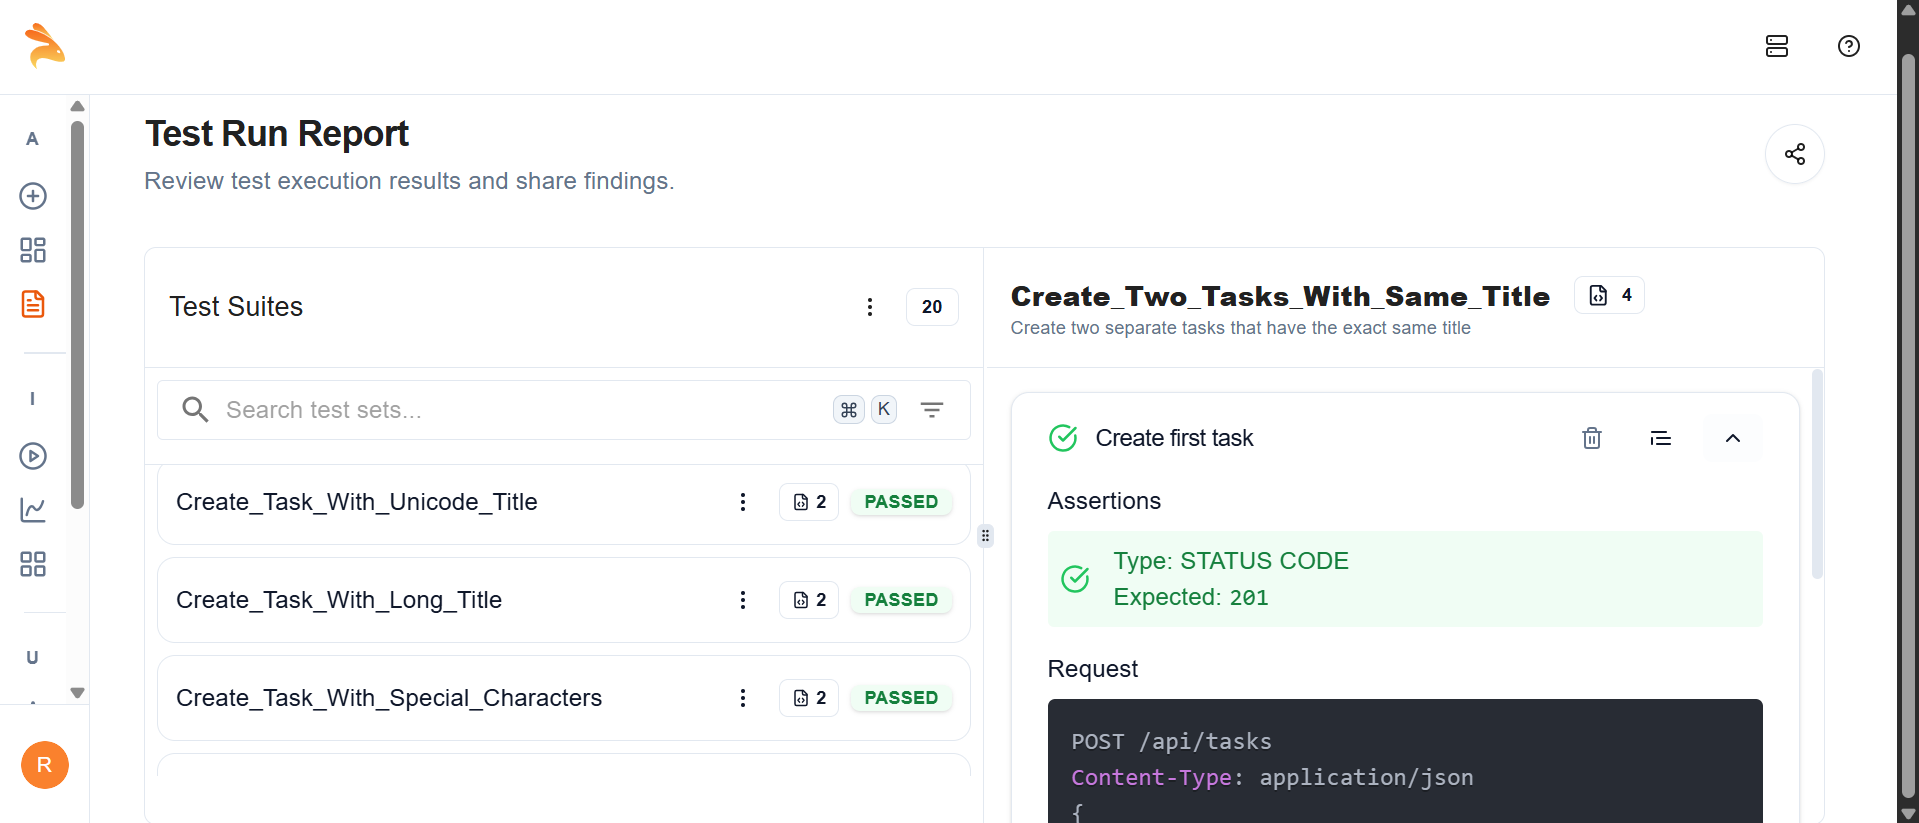 Test Run Report
Review test execution results and share findings.
A
I
U
R
Test Suites
20
Search test sets...
⌘ K
Create_Task_With_Unicode_Title
2
PASSED
Create_Task_With_Long_Title
2
PASSED
Create_Task_With_Special_Characters
2
PASSED
Create_Two_Tasks_With_Same_Title
4
Create two separate tasks that have the exact same title
Create first task
Assertions
Type: STATUS CODE
Expected: 201
Request
POST /api/tasks
Content-Type: application/json
{